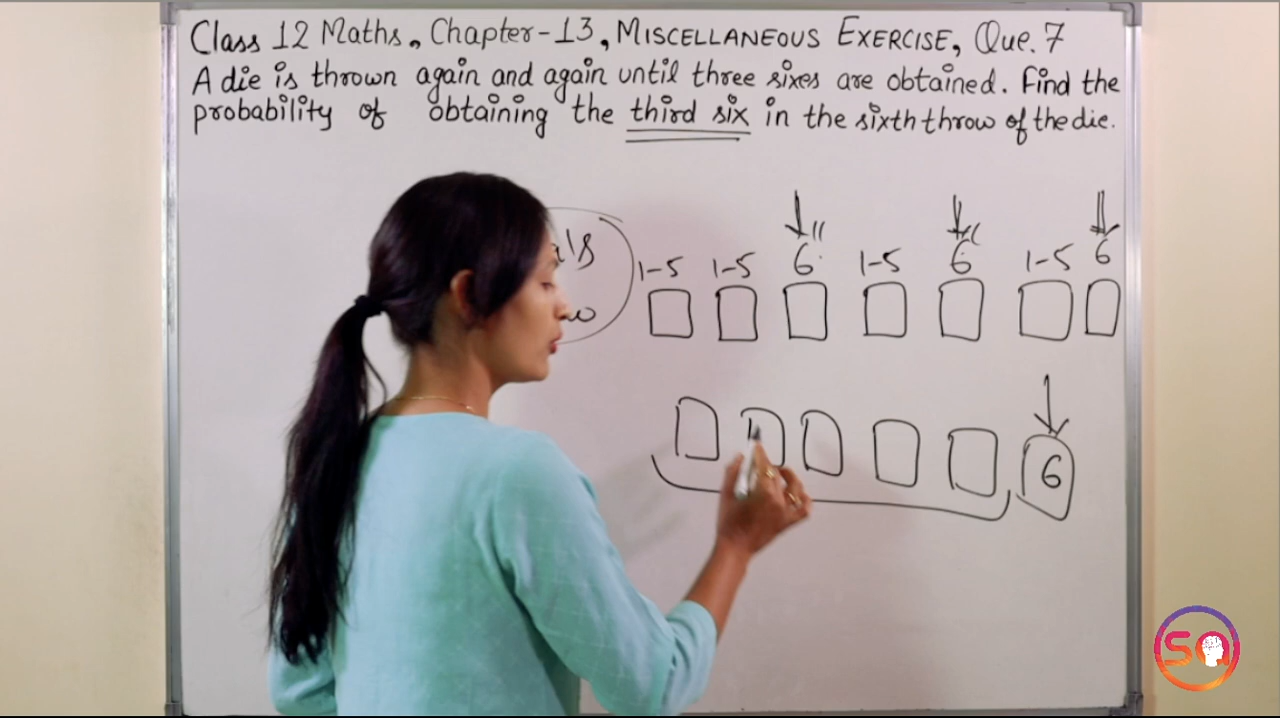 Class 12 Maths, Chapter-13, MISCELLANEOUS EXERCISE, Que. 7
A die is thrown again and again until three sixes are obtained. Find the
probability of obtaining the third six in the sixth throw of the die.
1-5 1-5 6 1-5 6 1-5 6
6
SQ